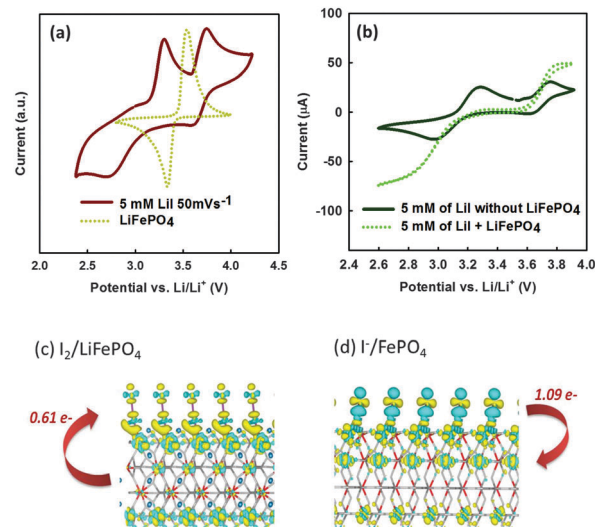 (a)
Current (a.u.)
5 mM LiI 50mVs⁻¹
LiFePO4
2.0 2.5 3.0 3.5 4.0 4.5
Potential vs. Li/Li⁺ (V)
(b)
100
50
0
-50
-100
Current (µA)
5 mM of LiI without LiFePO4
5 mM of LiI + LiFePO4
2.4 2.6 2.8 3.0 3.2 3.4 3.6 3.8 4.0
Potential vs. Li/Li⁺ (V)
(c) I₂/LiFePO₄
0.61 e-
(d) I⁻/FePO₄
1.09 e-